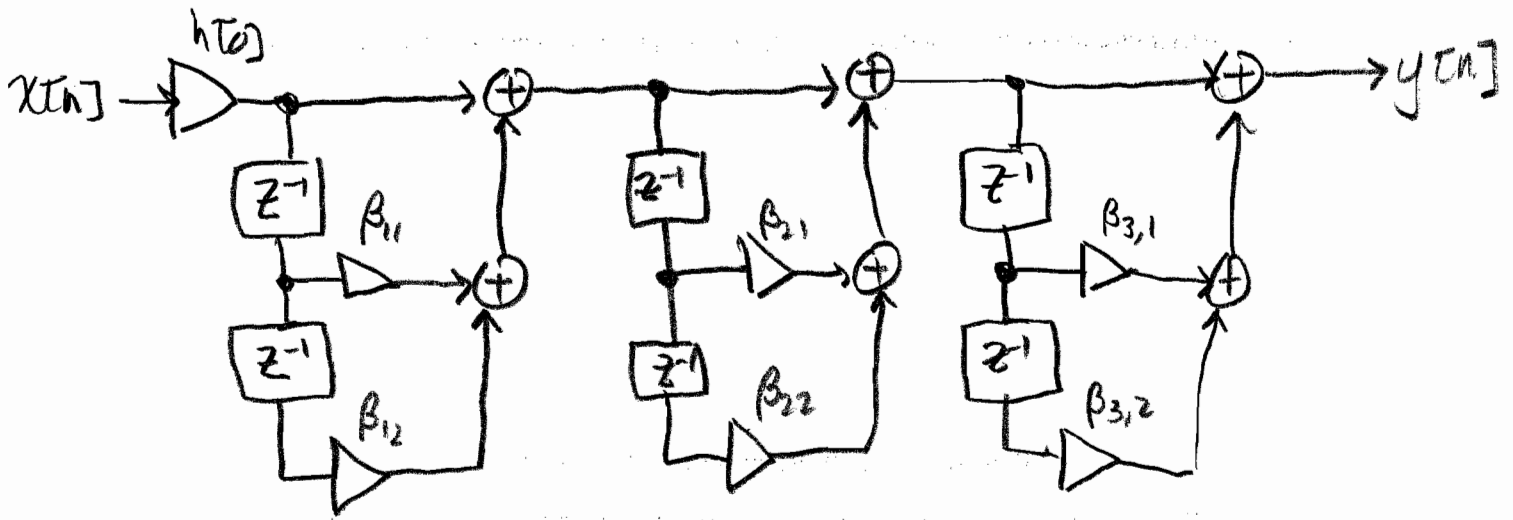 h[0]
x[n]
y[n]
z⁻¹
z⁻¹
z⁻¹
β₁₁
β₂₁
β₃,₁
z⁻¹
z⁻¹
z⁻¹
β₁₂
β₂₂
β₃,₂